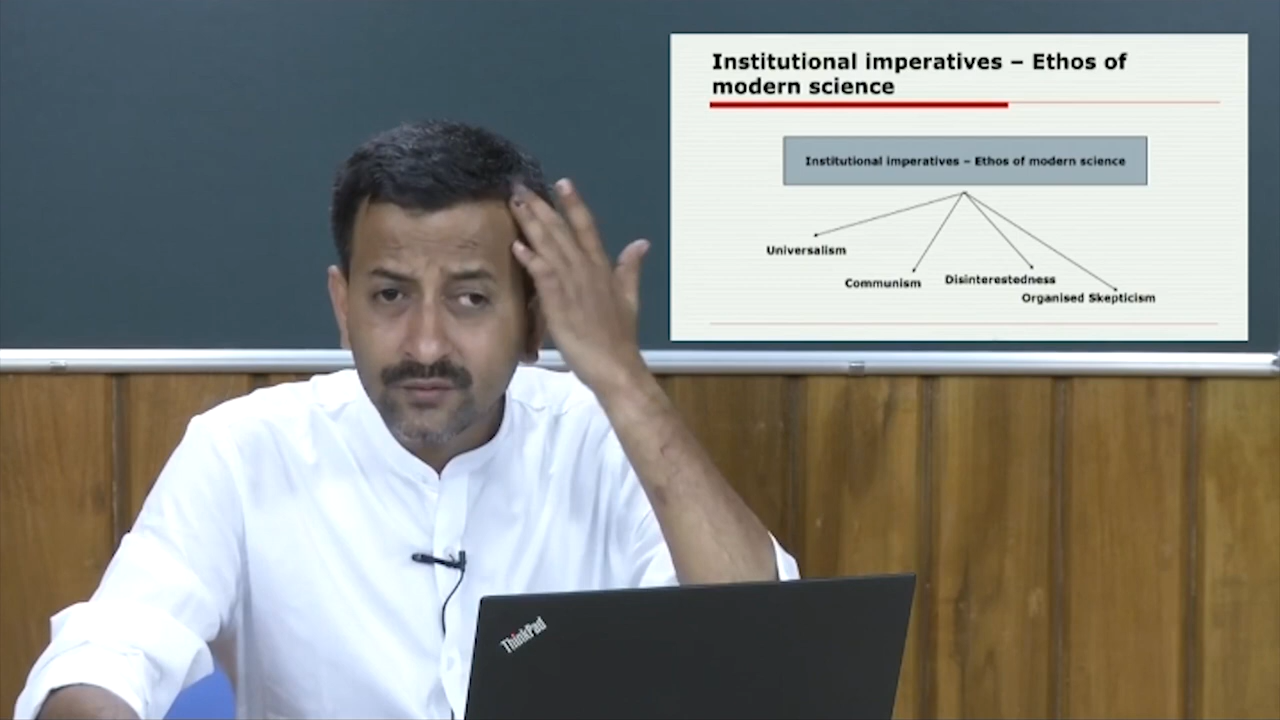 Institutional imperatives – Ethos of
modern science
Institutional imperatives – Ethos of modern science
Universalism
Communism
Disinterestedness
Organised Skepticism
ThinkPad